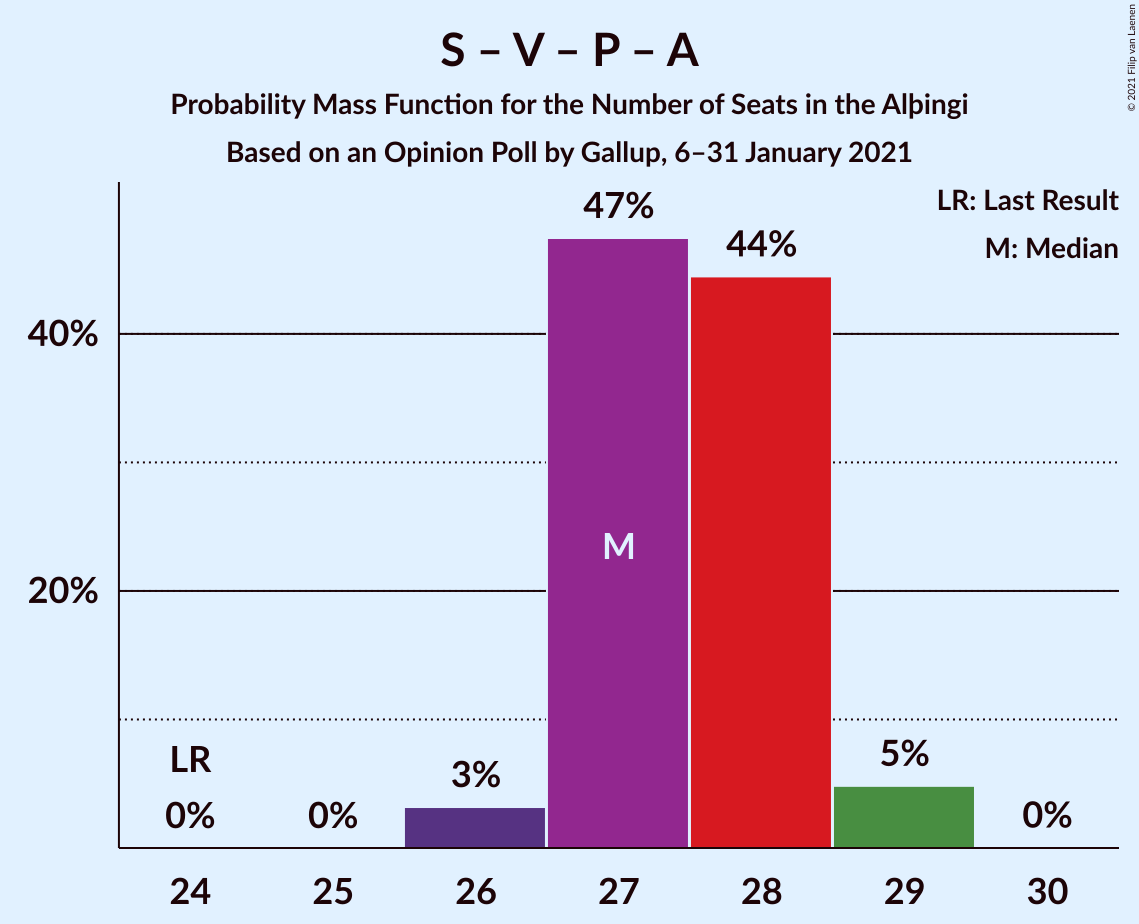 S – V – P – A
Probability Mass Function for the Number of Seats in the Alþingi
Based on an Opinion Poll by Gallup, 6–31 January 2021
© 2021 Filip van Laenen
LR: Last Result
M: Median
47%
44%
40%
M
20%
LR
5%
3%
0%
0%
0%
24
25
26
27
28
29
30